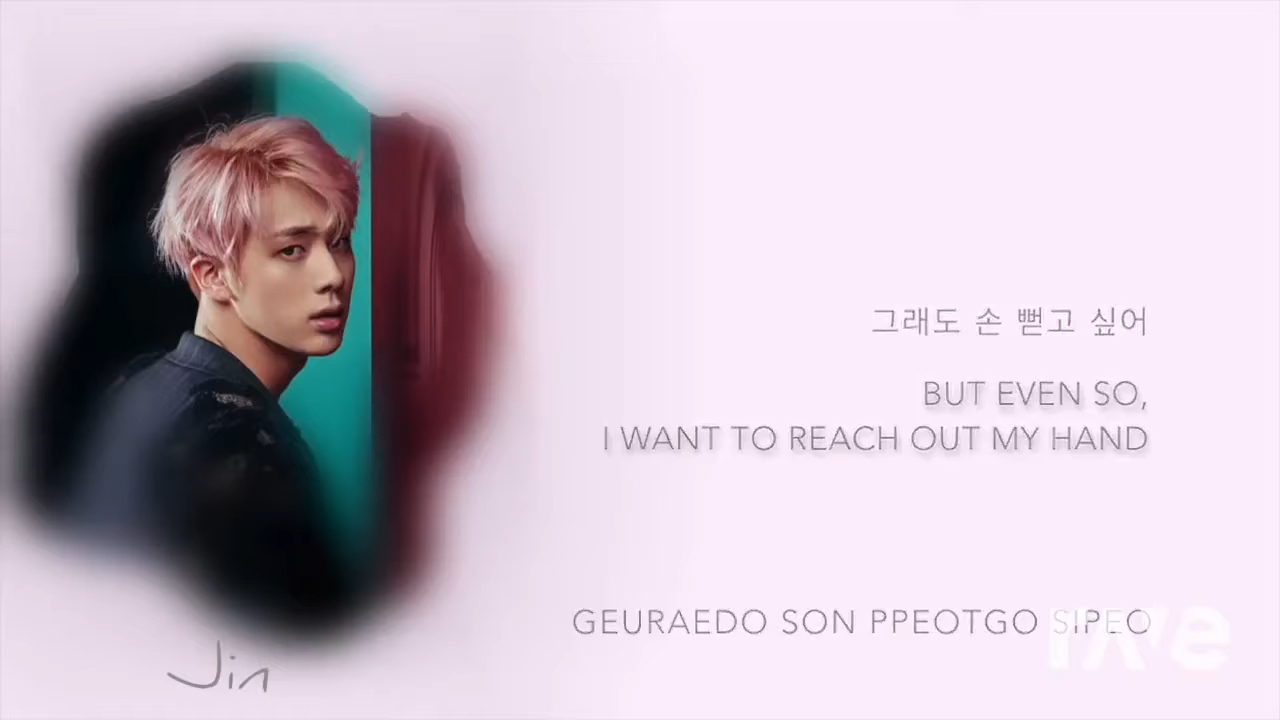 그래도 손 뻗고 싶어
BUT EVEN SO,
I WANT TO REACH OUT MY HAND
GEURAEDO SON PPEOTGO SIPEO
Jin